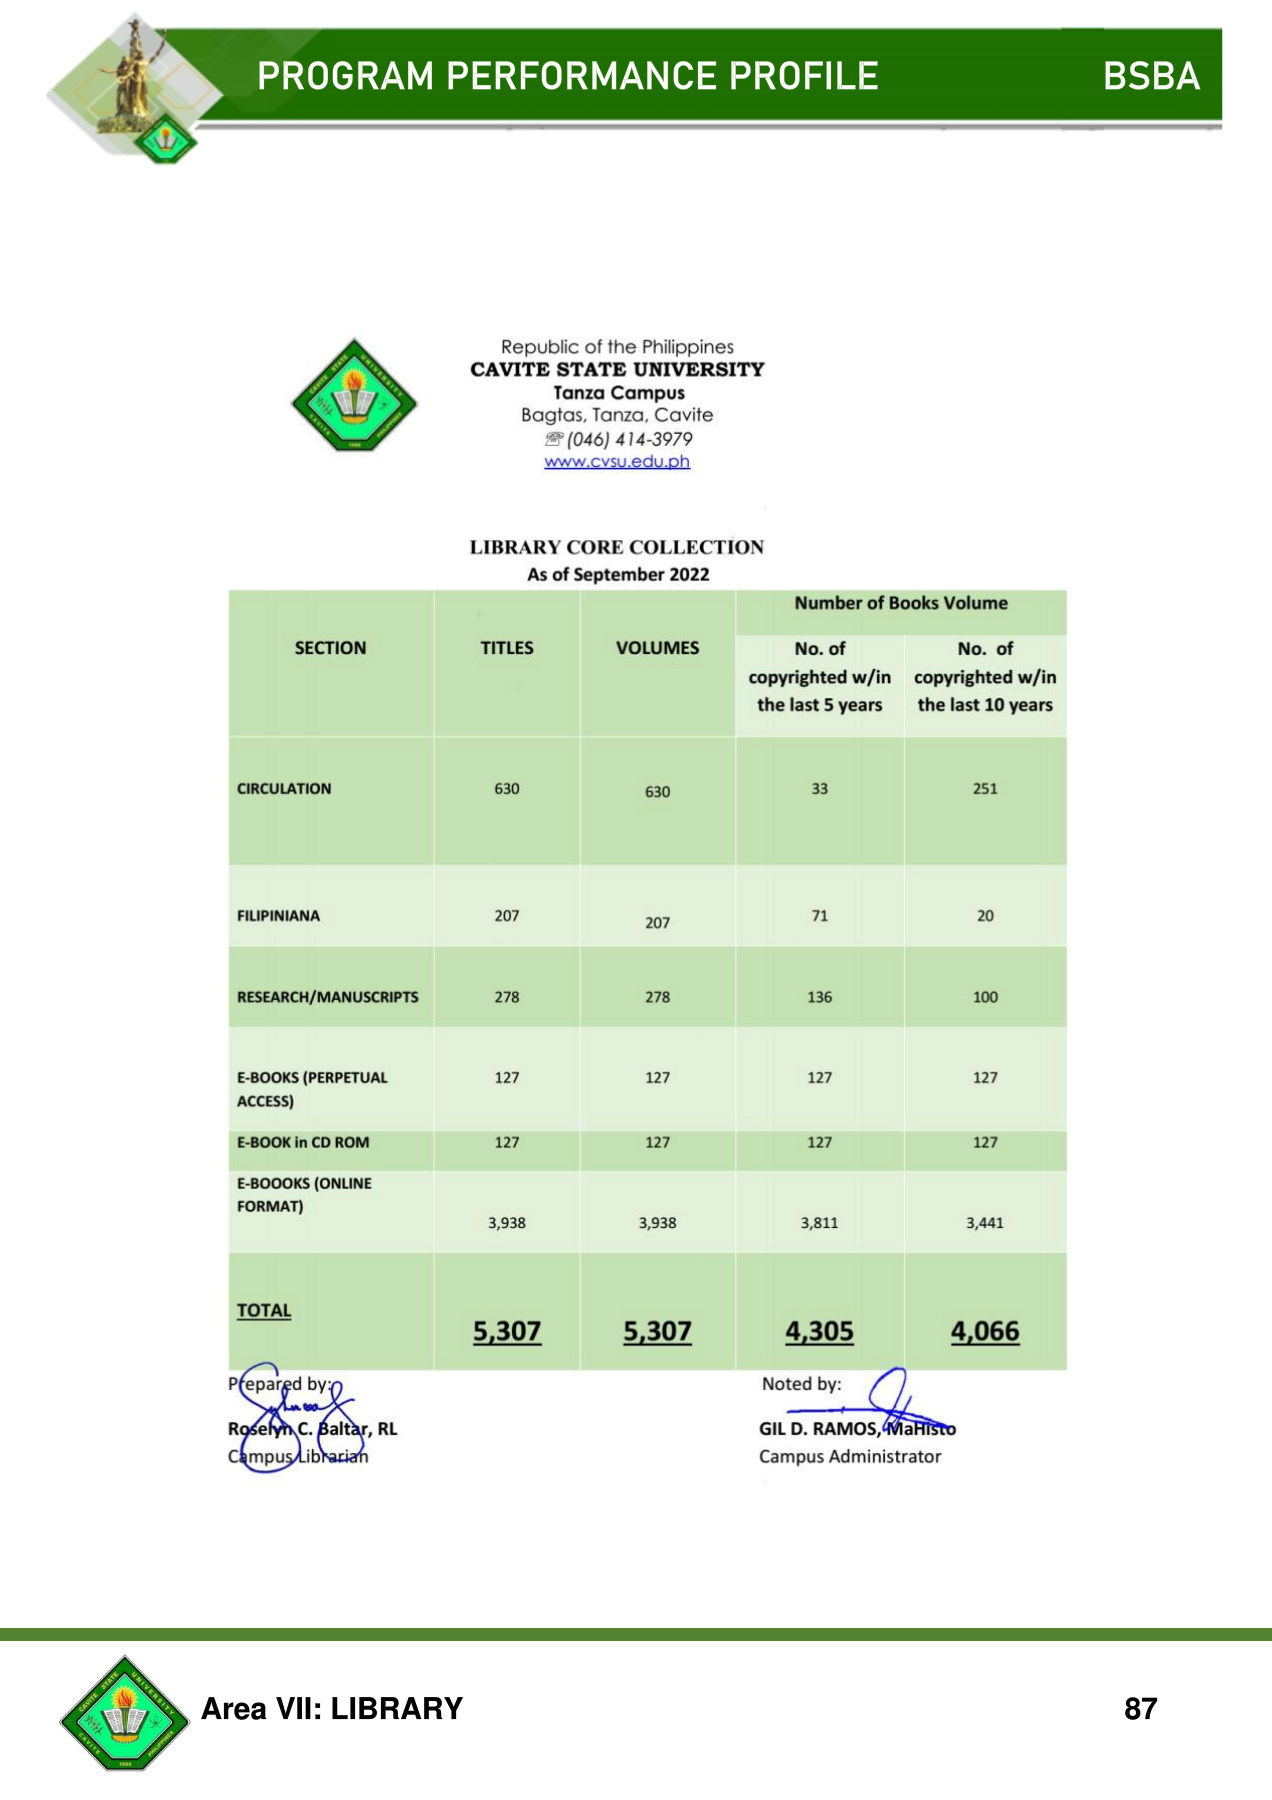 PROGRAM PERFORMANCE PROFILE BSBA
Republic of the Philippines
CAVITE STATE UNIVERSITY
Tanza Campus
Bagtas, Tanza, Cavite
☏ (046) 414-3979
www.cvsu.edu.ph
LIBRARY CORE COLLECTION
As of September 2022
SECTION TITLES VOLUMES Number of Books Volume
No. of copyrighted w/in the last 5 years
No. of copyrighted w/in the last 10 years
CIRCULATION 630 630 33 251
FILIPINIANA 207 207 71 20
RESEARCH/MANUSCRIPTS 278 278 136 100
E-BOOKS (PERPETUAL ACCESS) 127 127 127 127
E-BOOK in CD ROM 127 127 127 127
E-BOOOKS (ONLINE FORMAT) 3,938 3,938 3,811 3,441
TOTAL 5,307 5,307 4,305 4,066
Prepared by: Noted by:
Roselyn C. Baltar, RL GIL D. RAMOS, MaHisto
Campus Librarian Campus Administrator
CAVITE STATE UNIVERSITY
CAVITE PHILIPPINES
1906
Area VII: LIBRARY 87